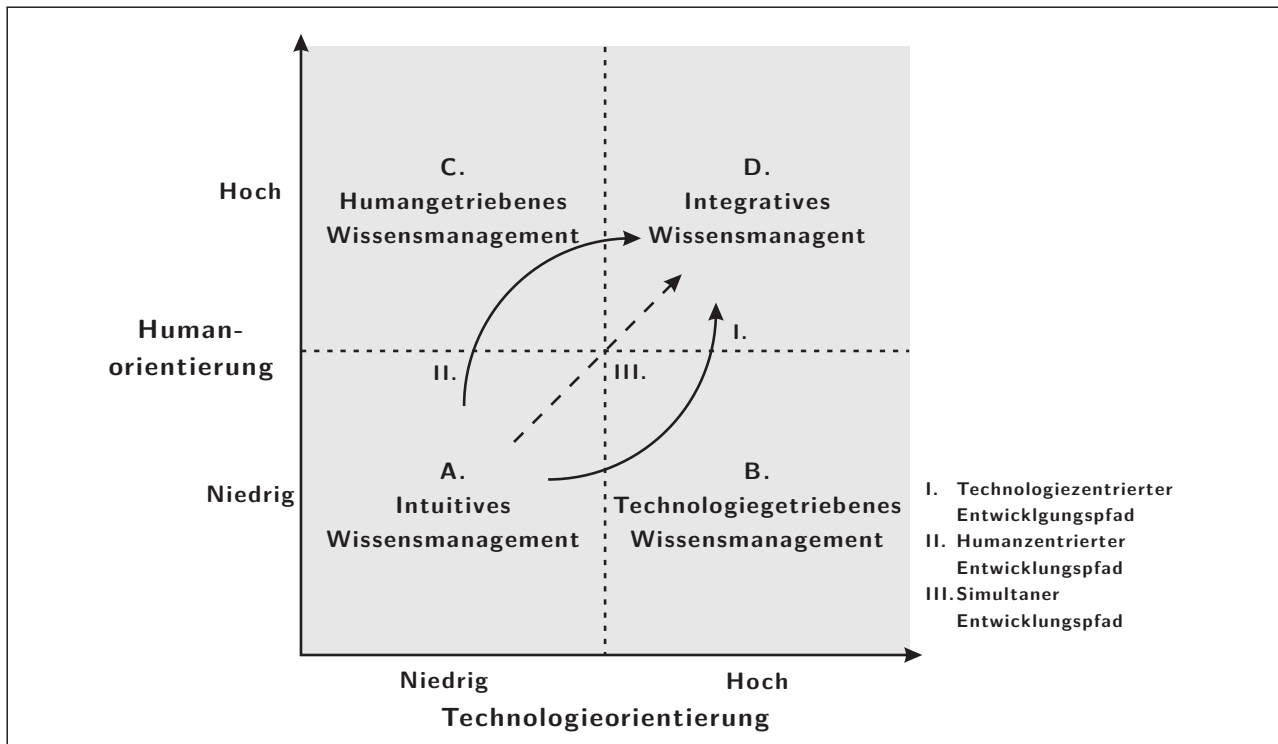 C.
Humangetriebenes
Wissensmanagement
D.
Integratives
Wissensmanagent
Hoch
Human-
orientierung
I.
II.
III.
Niedrig
A.
Intuitives
Wissensmanagement
B.
Technologiegetriebenes
Wissensmanagement
I. Technologiezentrierter
Entwicklgungspfad
II. Humanzentrierter
Entwicklungspfad
III.Simultaner
Entwicklungspfad
Niedrig
Hoch
Technologieorientierung